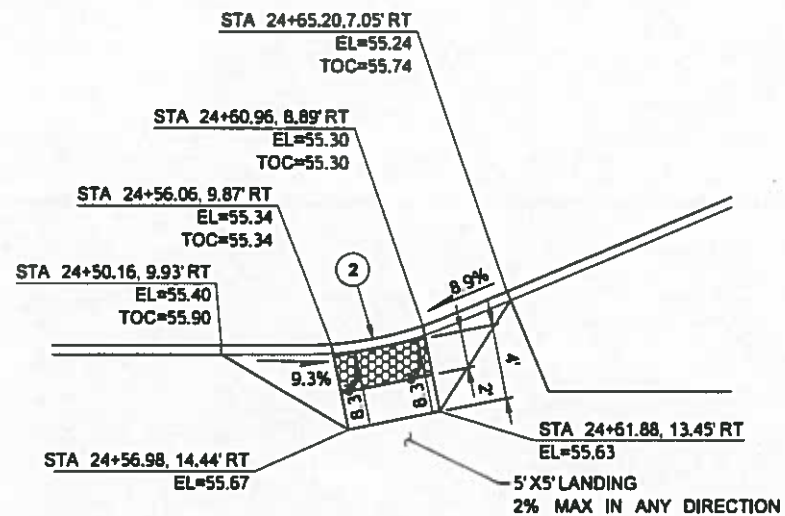 STA 24+65.20,7.05' RT
EL=55.24
TOC=55.74
STA 24+60.96, 8.89' RT
EL=55.30
TOC=55.30
STA 24+56.06, 9.87' RT
EL=55.34
TOC=55.34
STA 24+50.16, 9.93' RT
EL=55.40
TOC=55.90
2
8.9%
9.3%
8.3
8.3
2'
4'
STA 24+61.88, 13.45' RT
EL=55.63
STA 24+56.98, 14.44' RT
EL=55.67
5'X5' LANDING
2% MAX IN ANY DIRECTION